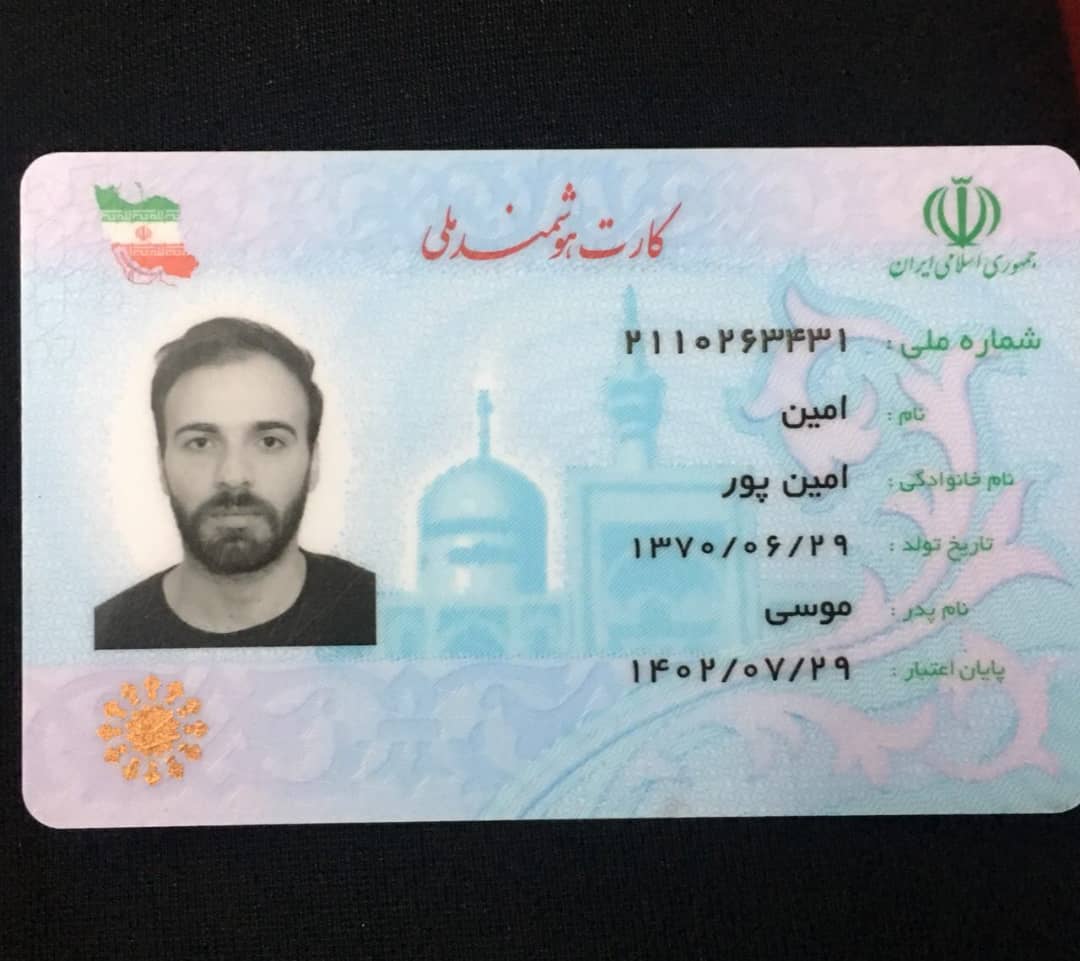 جمهوری اسلامی ایران
کارت هوشمند ملی
شماره ملی : ۲۱۱۰۲۶۳۴۳۱
نام : امین
نام خانوادگی : امین پور
تاریخ تولد : ۱۳۷۰/۰۶/۲۹
نام پدر : موسی
پایان اعتبار : ۱۴۰۲/۰۷/۲۹